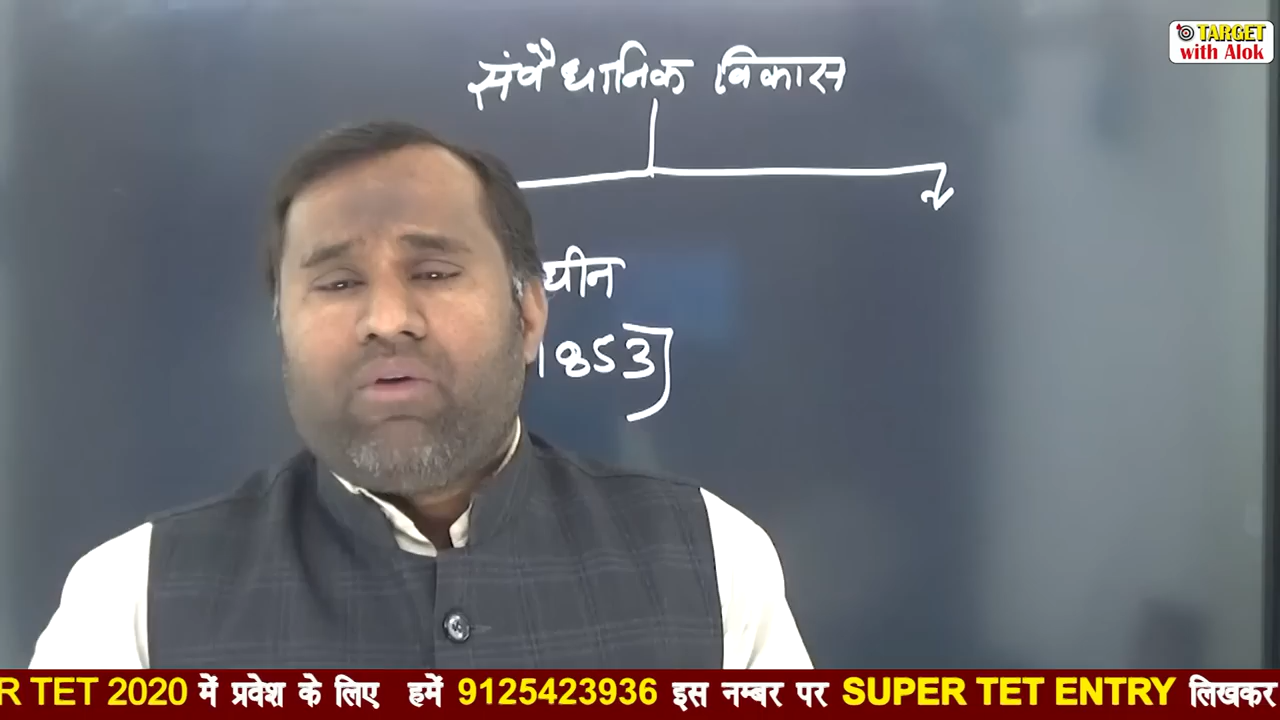 संवैधानिक विकास
TARGET
with Alok
1853]
R TET 2020 में प्रवेश के लिए हमें 9125423936 इस नम्बर पर SUPER TET ENTRY लिखकर